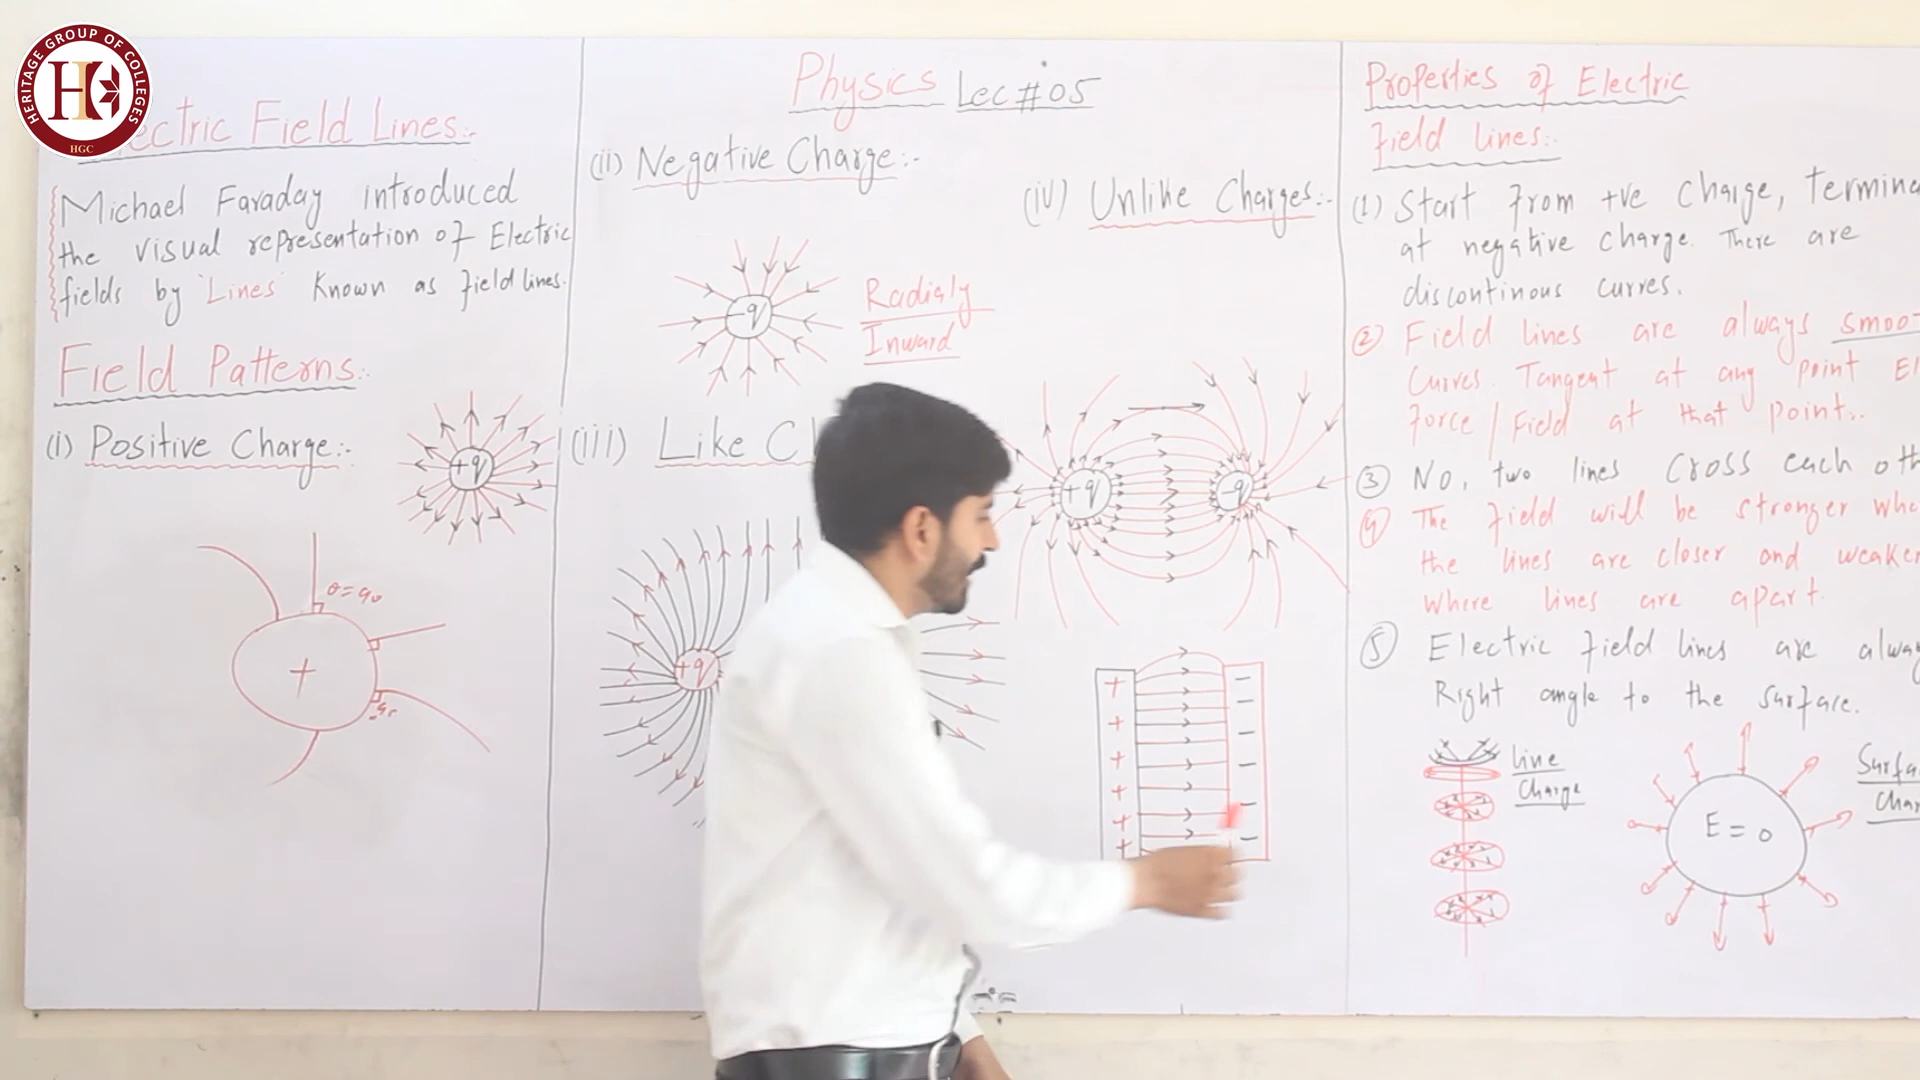 HERITAGE GROUP OF COLLEGES
HGC
Physics Lec # 05
ectric Field Lines:-
Michael Faraday introduced
the visual representation of Electric
fields by 'Lines' Known as field lines.
Field Patterns:-
(i) Positive Charge:-
+q
θ = 90
+
(ii) Negative Charge:-
-q
Radialy
Inward
(iii) Like C
+q
(iv) Unlike Charges:-
+q
-q
+
+
+
+
+
+
−
−
−
−
−
Properties of Electric
Field lines:-
(1) Start from +ve Charge, termina
at negative charge. There are
discontinous curves.
(2) Field lines are always smoo
Curves. Tangent at any point El
force / Field at that point:.
(3) No, two lines Cross each oth
(4) The field will be stronger whe
the lines are closer and weaker
where lines are apart.
(5) Electric field lines are alway
Right angle to the surface.
Line
Charge
E = 0
Surfa
Char